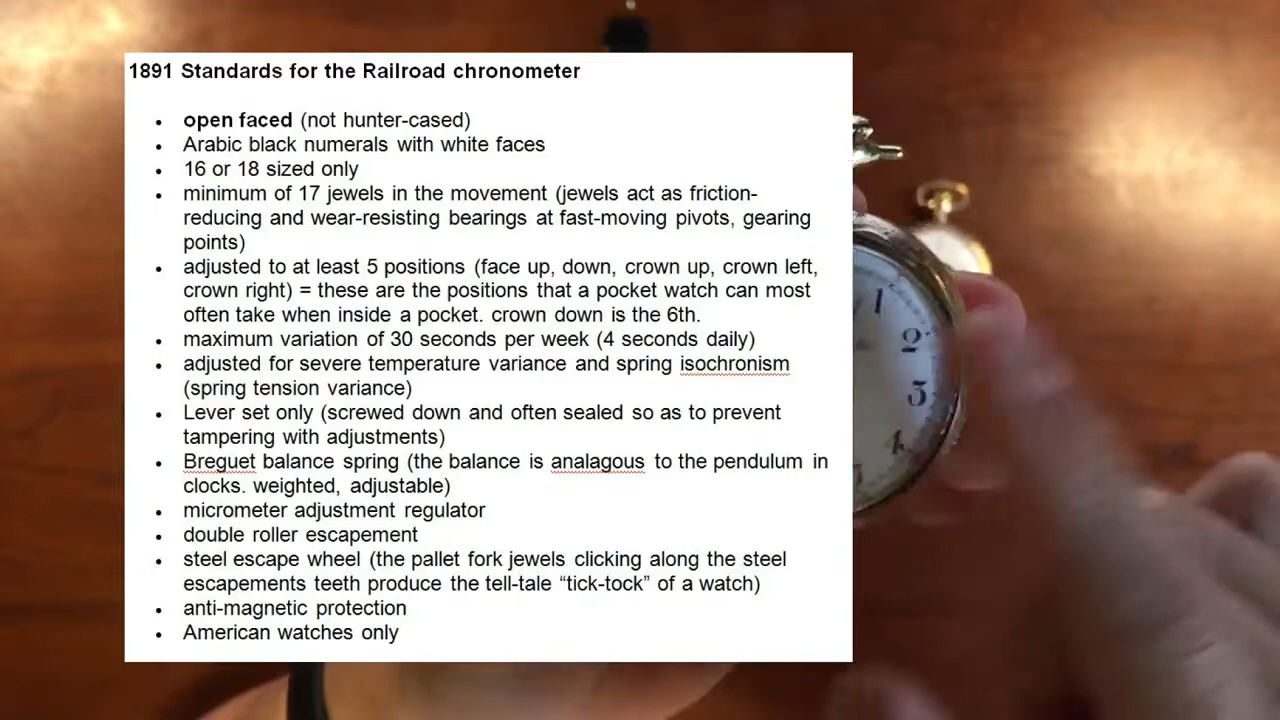 1891 Standards for the Railroad chronometer
• open faced (not hunter-cased)
• Arabic black numerals with white faces
• 16 or 18 sized only
• minimum of 17 jewels in the movement (jewels act as friction-
reducing and wear-resisting bearings at fast-moving pivots, gearing
points)
• adjusted to at least 5 positions (face up, down, crown up, crown left,
crown right) = these are the positions that a pocket watch can most
often take when inside a pocket. crown down is the 6th.
• maximum variation of 30 seconds per week (4 seconds daily)
• adjusted for severe temperature variance and spring isochronism
(spring tension variance)
• Lever set only (screwed down and often sealed so as to prevent
tampering with adjustments)
• Breguet balance spring (the balance is analagous to the pendulum in
clocks. weighted, adjustable)
• micrometer adjustment regulator
• double roller escapement
• steel escape wheel (the pallet fork jewels clicking along the steel
escapements teeth produce the tell-tale “tick-tock” of a watch)
• anti-magnetic protection
• American watches only
1
2
3
4